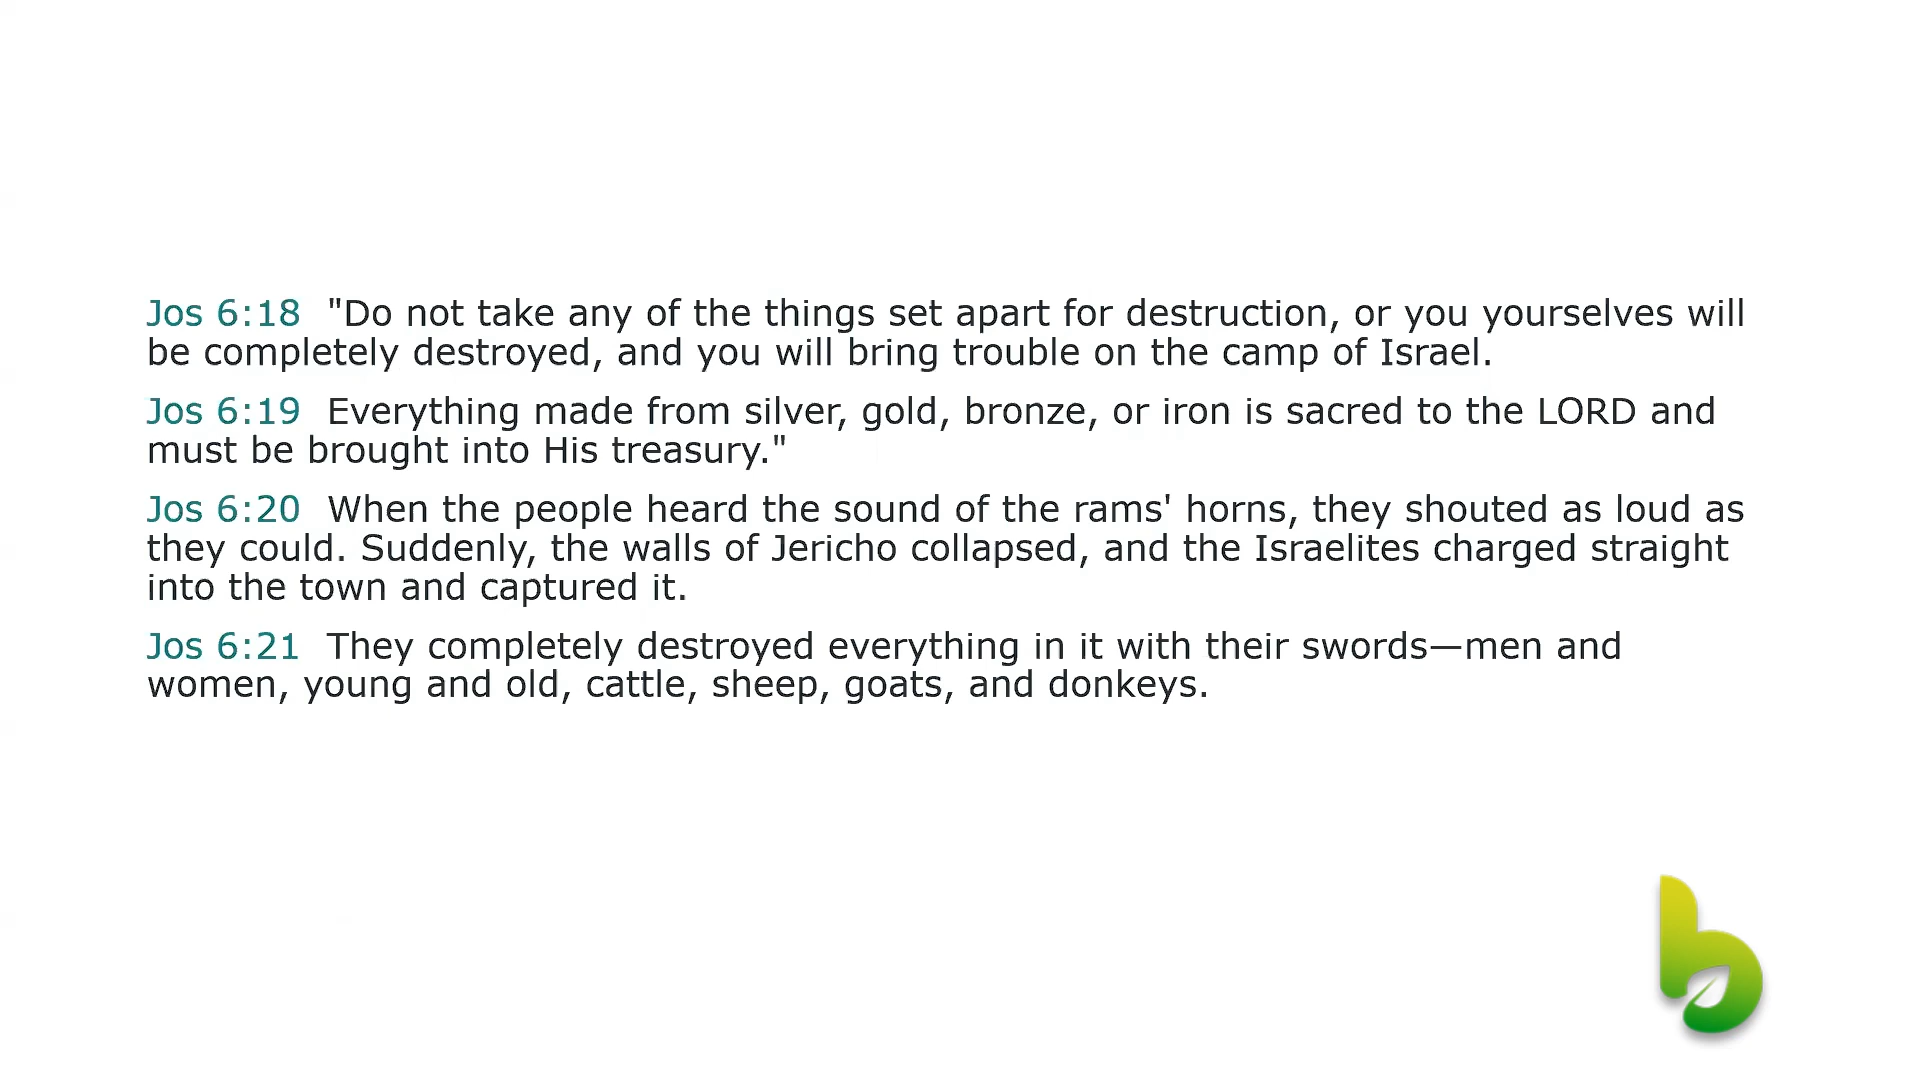 Jos 6:18  "Do not take any of the things set apart for destruction, or you yourselves will
be completely destroyed, and you will bring trouble on the camp of Israel.
Jos 6:19  Everything made from silver, gold, bronze, or iron is sacred to the LORD and
must be brought into His treasury."
Jos 6:20  When the people heard the sound of the rams' horns, they shouted as loud as
they could. Suddenly, the walls of Jericho collapsed, and the Israelites charged straight
into the town and captured it.
Jos 6:21  They completely destroyed everything in it with their swords—men and
women, young and old, cattle, sheep, goats, and donkeys.
b